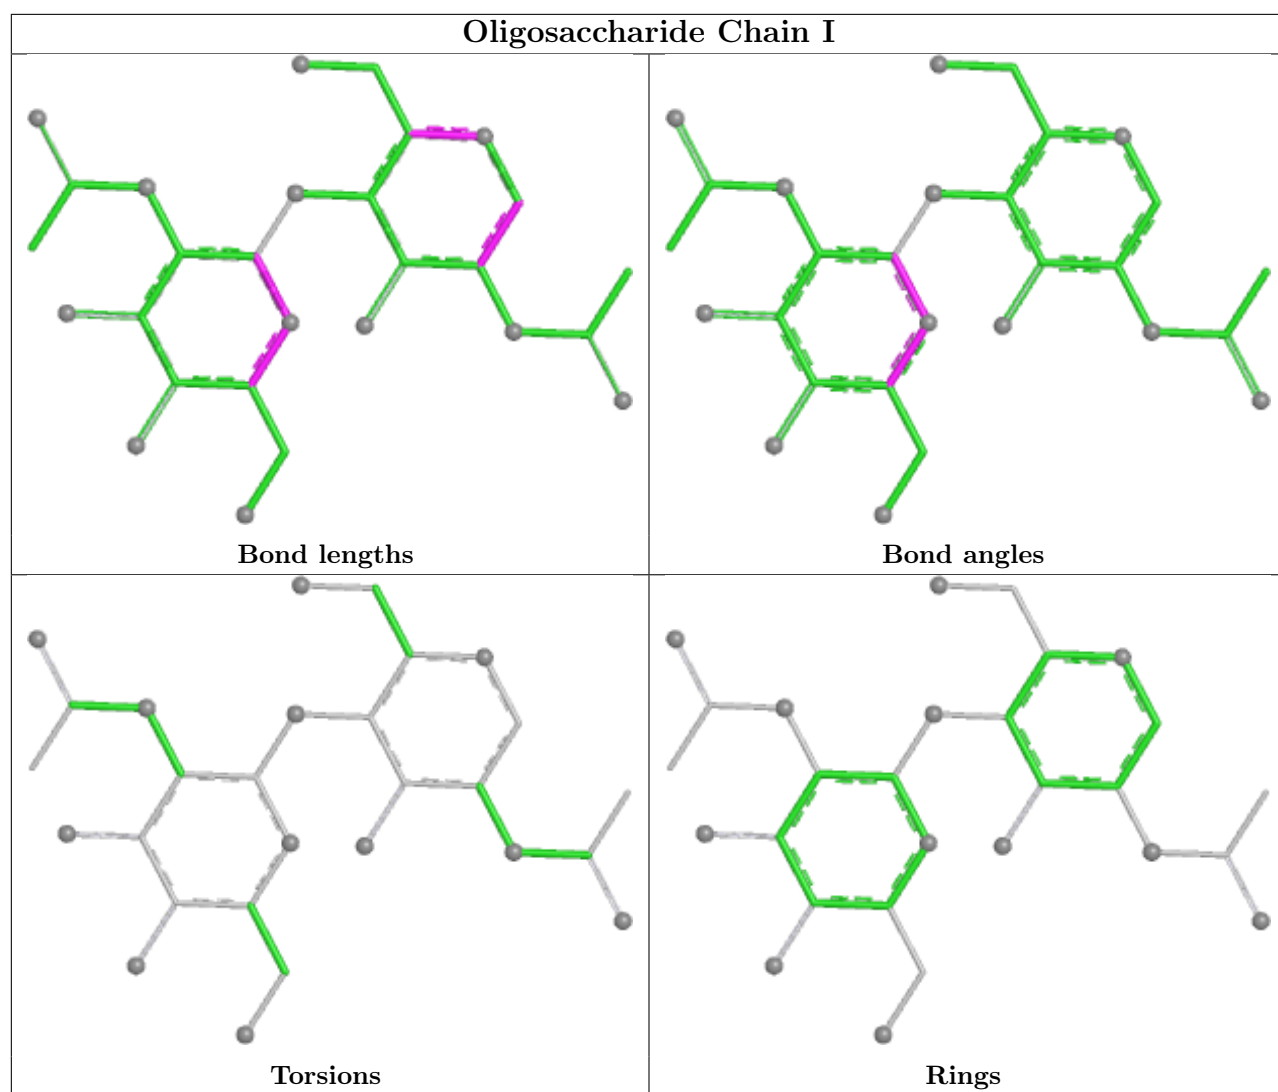 Oligosaccharide Chain I
Bond lengths
Bond angles
Torsions
Rings